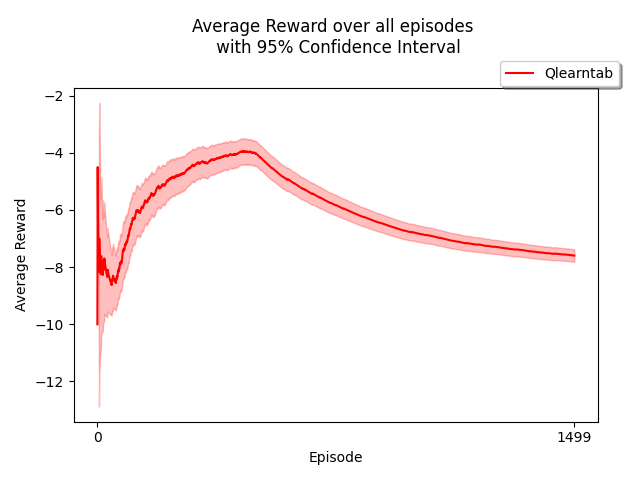 Average Reward over all episodes
with 95% Confidence Interval
Qlearntab
−2
−4
−6
−8
−10
−12
Average Reward
0
1499
Episode